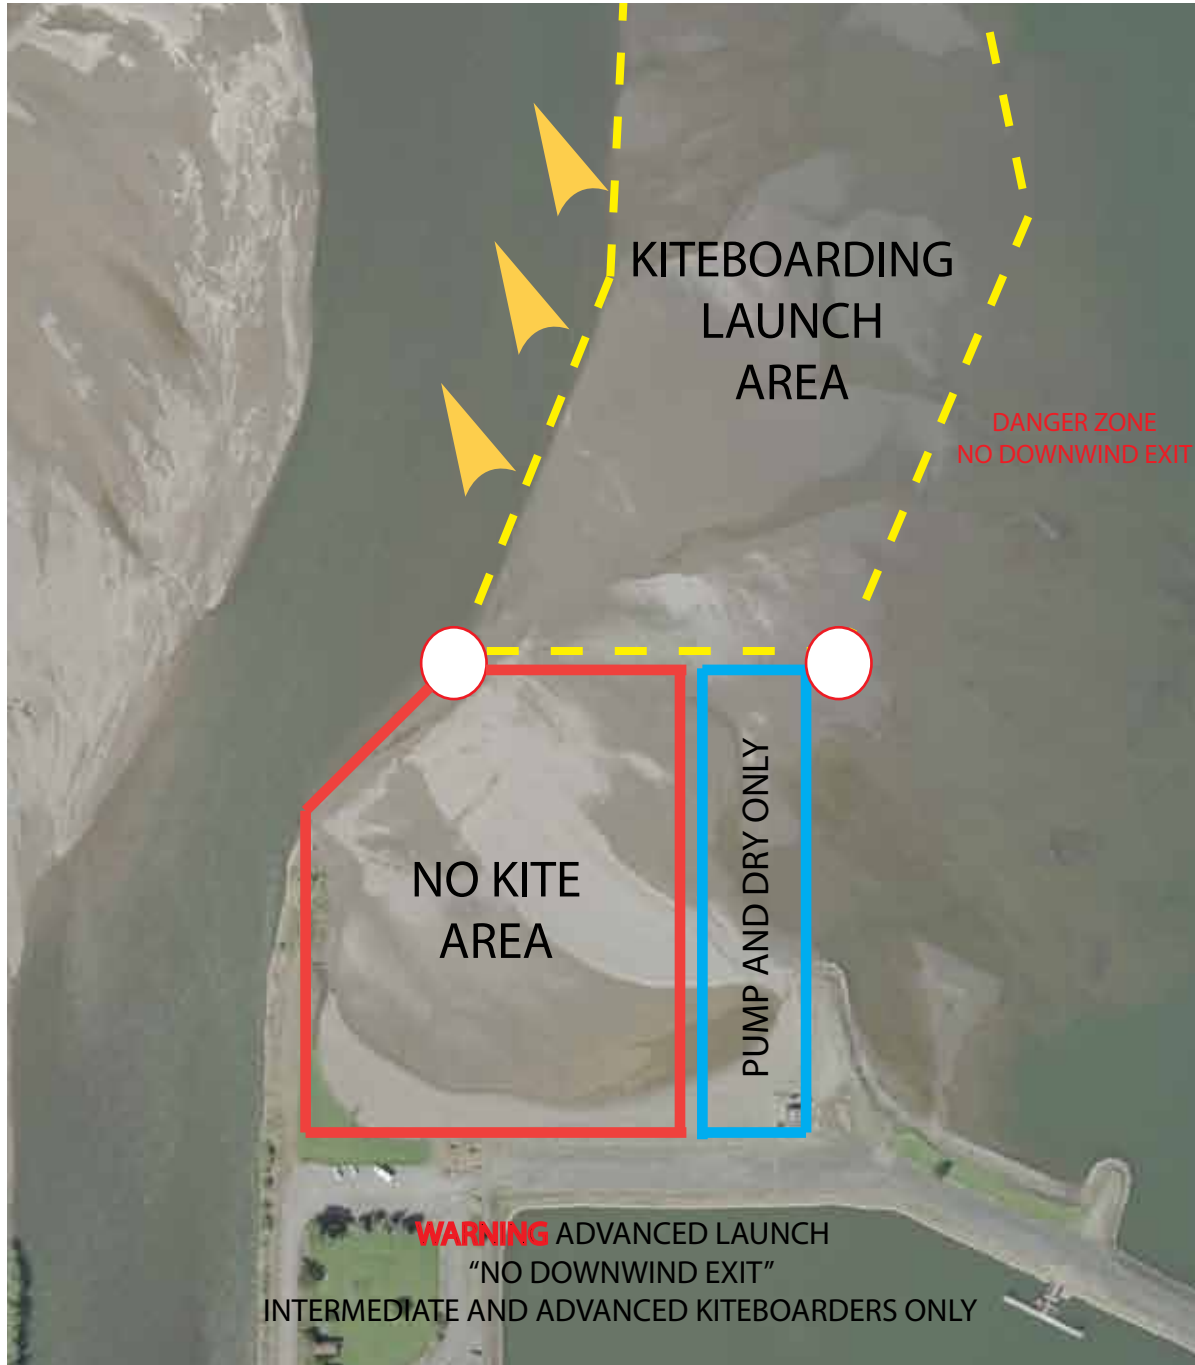 KITEBOARDING
LAUNCH
AREA
DANGER ZONE
NO DOWNWIND EXIT
NO KITE
AREA
PUMP AND DRY ONLY
WARNING ADVANCED LAUNCH
“NO DOWNWIND EXIT”
INTERMEDIATE AND ADVANCED KITEBOARDERS ONLY